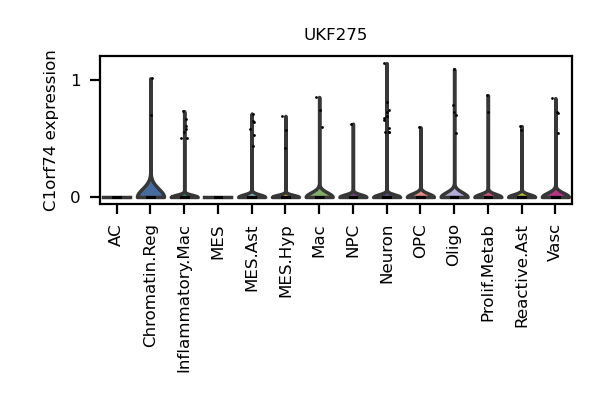 UKF275
C1orf74 expression
1
0
AC
Chromatin.Reg
Inflammatory.Mac
MES
MES.Ast
MES.Hyp
Mac
NPC
Neuron
OPC
Oligo
Prolif.Metab
Reactive.Ast
Vasc